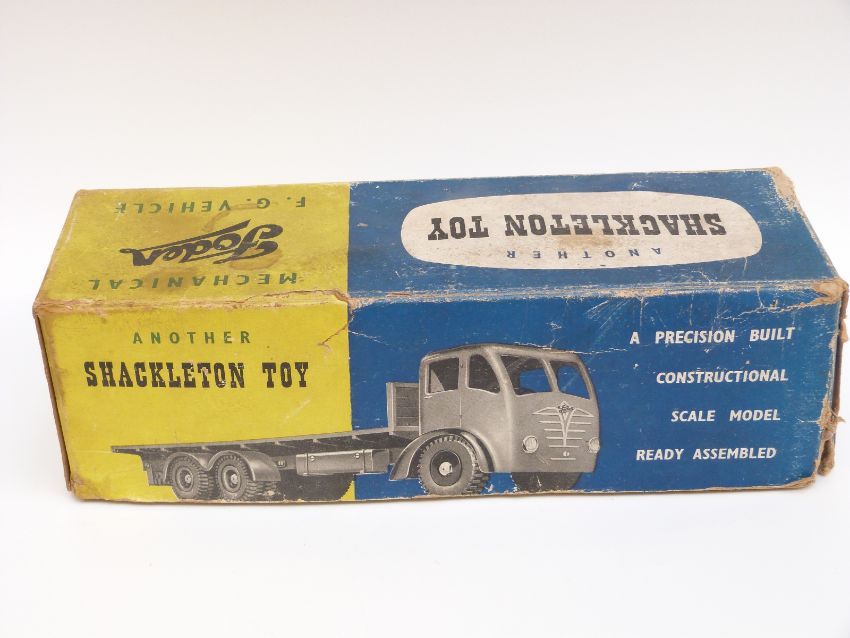 MECHANICAL
Foden
F. G. VEHICLE
ANOTHER
SHACKLETON TOY
ANOTHER
SHACKLETON TOY
A PRECISION BUILT
CONSTRUCTIONAL
SCALE MODEL
READY ASSEMBLED